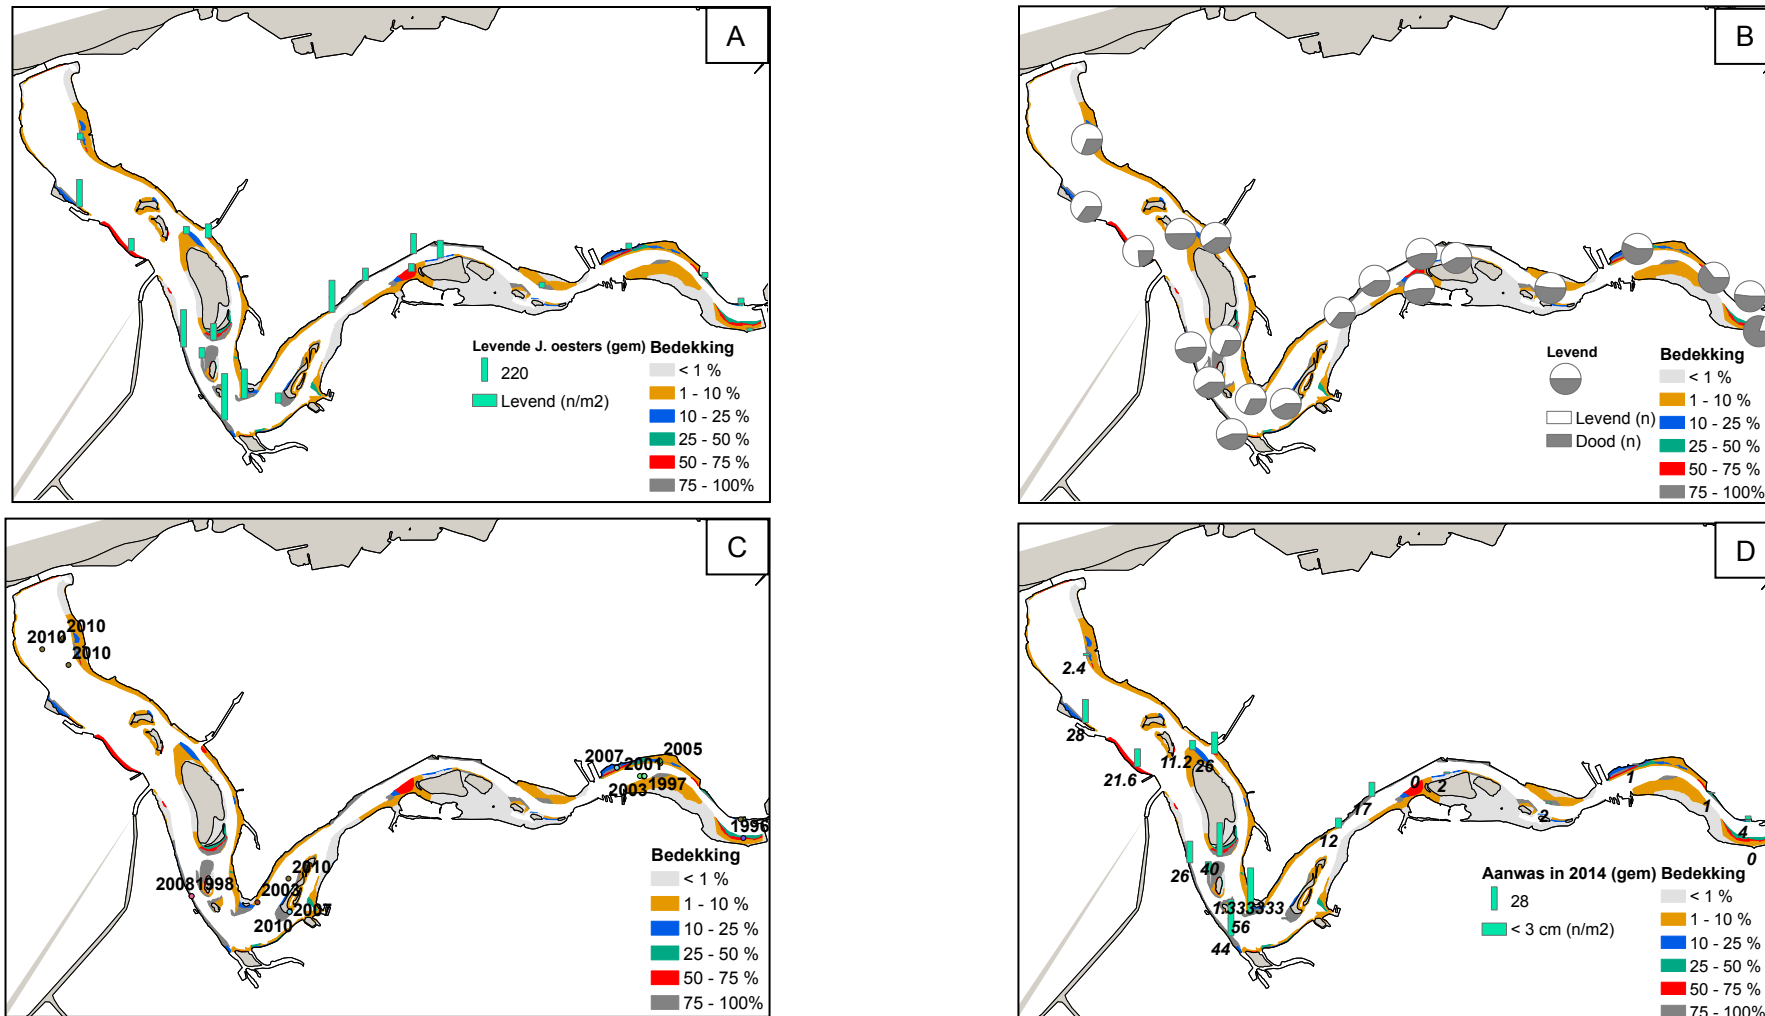 A
Levende J. oesters (gem)
220
Levend (n/m2)
Bedekking
< 1 %
1 - 10 %
10 - 25 %
25 - 50 %
50 - 75 %
75 - 100%
B
Levend
Levend (n)
Dood (n)
Bedekking
< 1 %
1 - 10 %
10 - 25 %
25 - 50 %
50 - 75 %
75 - 100%
C
2010
2010
2010
2007
2005
2001
2003
1997
1996
2008
1998
2010
2003
2007
2010
Bedekking
< 1 %
1 - 10 %
10 - 25 %
25 - 50 %
50 - 75 %
75 - 100%
D
2.4
28
21.6
11.2
26
0
2
17
12
2
1
1
4
0
26
40
1.333333
56
44
Aanwas in 2014 (gem)
28
< 3 cm (n/m2)
Bedekking
< 1 %
1 - 10 %
10 - 25 %
25 - 50 %
50 - 75 %
75 - 100%